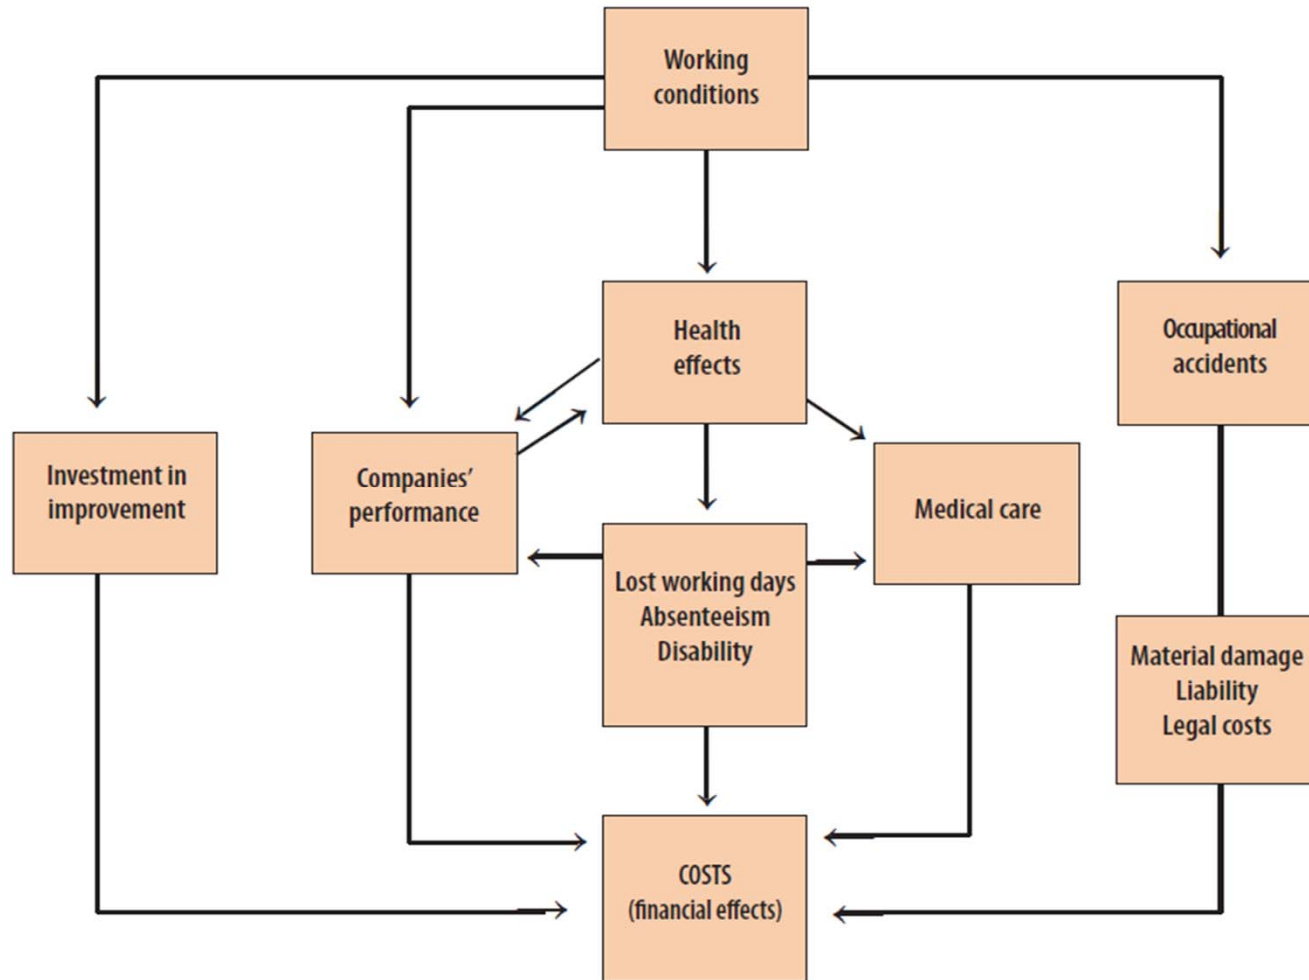 Working
conditions
Health
effects
Occupational
accidents
Investment in
improvement
Companies’
performance
Medical care
Lost working days
Absenteeism
Disability
Material damage
Liability
Legal costs
COSTS
(financial effects)